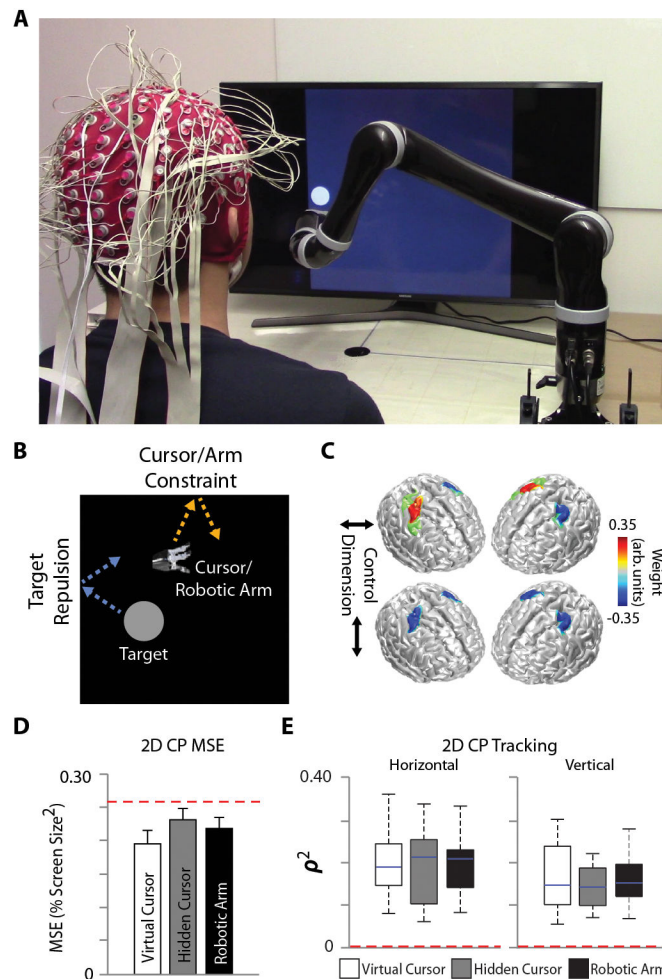 A
B
Cursor/Arm
Constraint
Target
Repulsion
Cursor/
Robotic Arm
Target
C
Control
Dimension
0.35
Weight
(arb. units)
-0.35
D
2D CP MSE
0.30
MSE (% Screen Size²)
0
Virtual Cursor
Hidden Cursor
Robotic Arm
E
2D CP Tracking
Horizontal
Vertical
0.40
ρ²
0
Virtual Cursor
Hidden Cursor
Robotic Arm